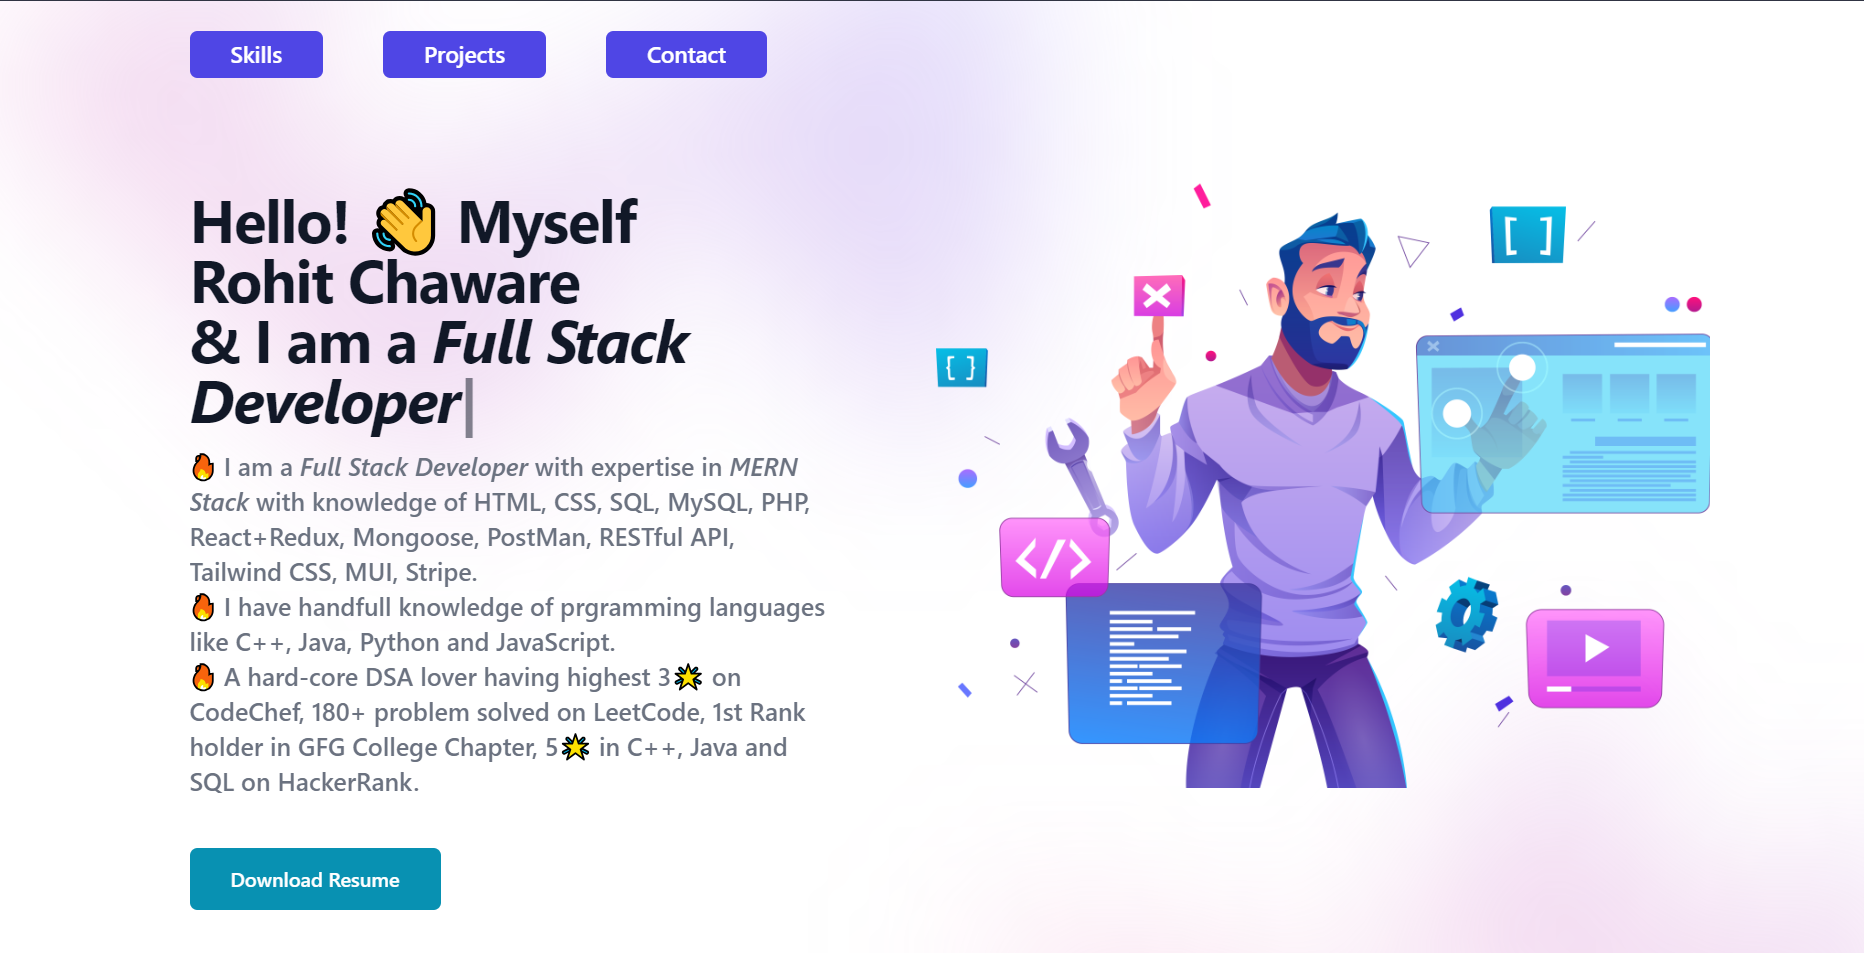 Skills
Projects
Contact
Hello! 👋 Myself
Rohit Chaware
& I am a Full Stack
Developer|
🔥 I am a Full Stack Developer with expertise in MERN
Stack with knowledge of HTML, CSS, SQL, MySQL, PHP,
React+Redux, Mongoose, PostMan, RESTful API,
Tailwind CSS, MUI, Stripe.
🔥 I have handfull knowledge of prgramming languages
like C++, Java, Python and JavaScript.
🔥 A hard-core DSA lover having highest 3🌟 on
CodeChef, 180+ problem solved on LeetCode, 1st Rank
holder in GFG College Chapter, 5🌟 in C++, Java and
SQL on HackerRank.
Download Resume
[ ]
{ }
</>